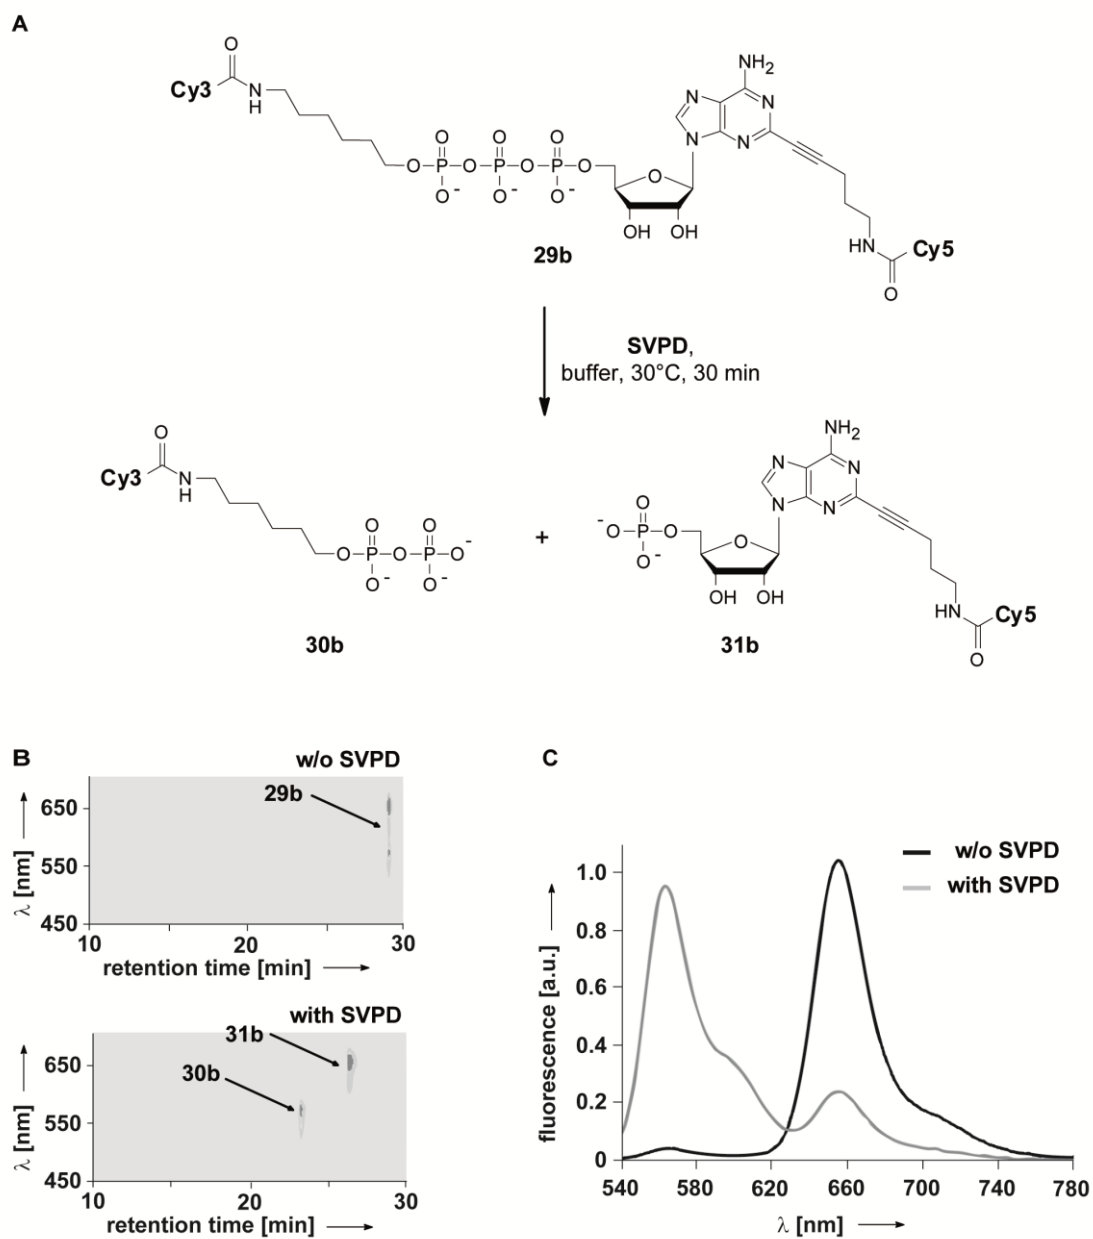 A
O
Cy3
N
H
O
O
O
O
P
O
P
O
P
O
O-
O-
O-
NH2
N
N
N
N
O
OH
OH
HN
Cy5
O
29b
SVPD,
buffer, 30°C, 30 min
O
Cy3
N
H
O
O
O
P
O
P
O-
O-
O-
30b
+
NH2
N
N
N
N
O
-O
P
O
O-
O
OH
OH
HN
Cy5
O
31b
B
w/o SVPD
29b
650
550
450
λ [nm]
10
20
30
retention time [min]
with SVPD
31b
30b
650
550
450
λ [nm]
10
20
30
retention time [min]
C
w/o SVPD
with SVPD
1.0
0.8
0.6
0.4
0.2
0
fluorescence [a.u.]
540
580
620
660
700
740
780
λ [nm]